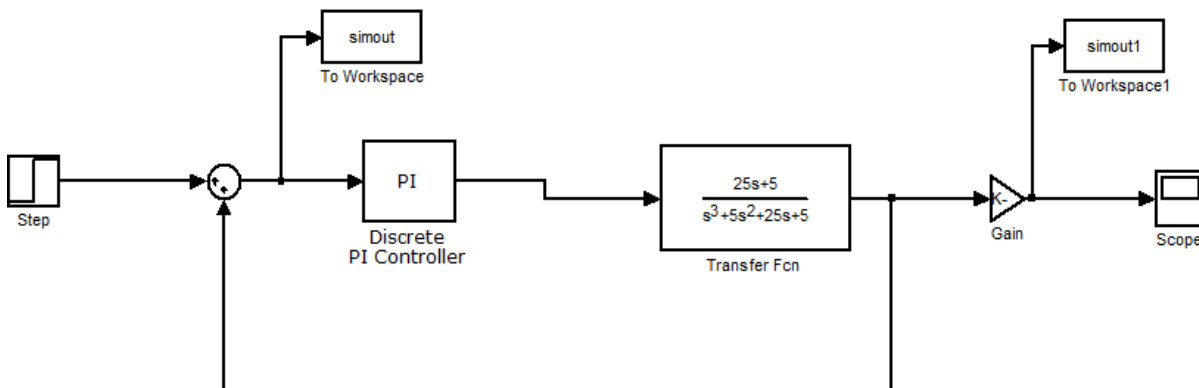 simout
To Workspace
simout1
To Workspace1
Step
PI
Discrete
PI Controller
25s+5
s³+5s²+25s+5
Transfer Fcn
K-
Gain
Scope